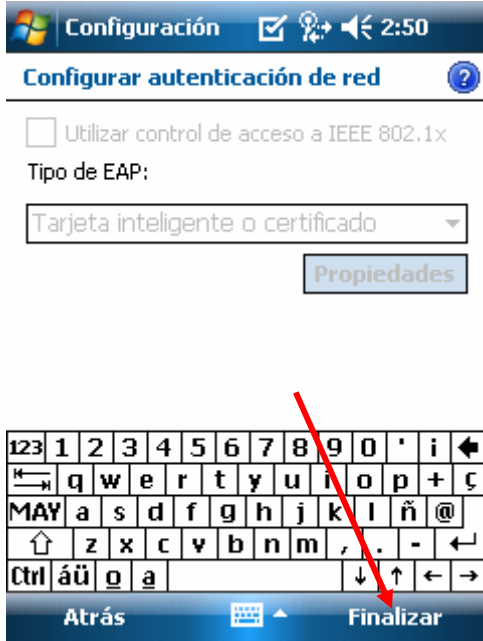 Configuración 2:50
Configurar autenticación de red ?
Utilizar control de acceso a IEEE 802.1x
Tipo de EAP:
Tarjeta inteligente o certificado
Propiedades
123 1 2 3 4 5 6 7 8 9 0 ' i
q w e r t y u i o p + ç
MAY a s d f g h j k l ñ @
z x c v b n m , . -
Ctrl áü o a ↓ ↑ ← →
Atrás Finalizar